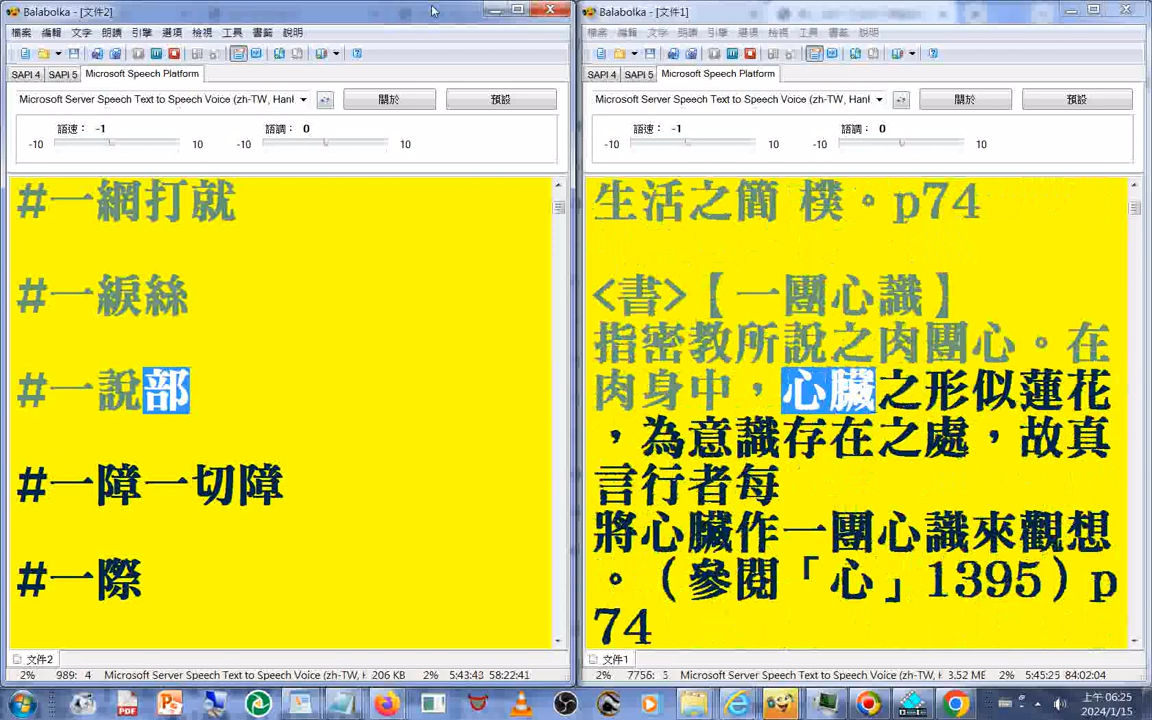 Balabolka - [文件2]
檔案 編輯 文字 朗讀 引擎 選項 檢視 工具 書籤 說明
SAPI 4 SAPI 5 Microsoft Speech Platform
Microsoft Server Speech Text to Speech Voice (zh-TW, Hanl
關於 預設
語速： -1 語調： 0
-10 10 -10 10
#一網打就
#一綟絲
#一說部
#一障一切障
#一際
文件2
2% 989: 4 Microsoft Server Speech Text to Speech Voice (zh-TW, H 206 KB 2% 5:43:43 58:22:41
Balabolka - [文件1]
檔案 編輯 文字 朗讀 引擎 選項 檢視 工具 書籤 說明
SAPI 4 SAPI 5 Microsoft Speech Platform
Microsoft Server Speech Text to Speech Voice (zh-TW, Hanl
關於 預設
語速： -1 語調： 0
-10 10 -10 10
生活之簡 樸。p74
<書>【一團心識】
指密教所說之肉團心。在
肉身中，心臟之形似蓮花
，為意識存在之處，故真
言行者每
將心臟作一團心識來觀想
。（參閱「心」1395）p
74
文件1
2% 7756: 5 Microsoft Server Speech Text to Speech Voice (zh-TW, H 3.52 ME 2% 5:45:25 84:02:04
上午 06:25
2024/1/15